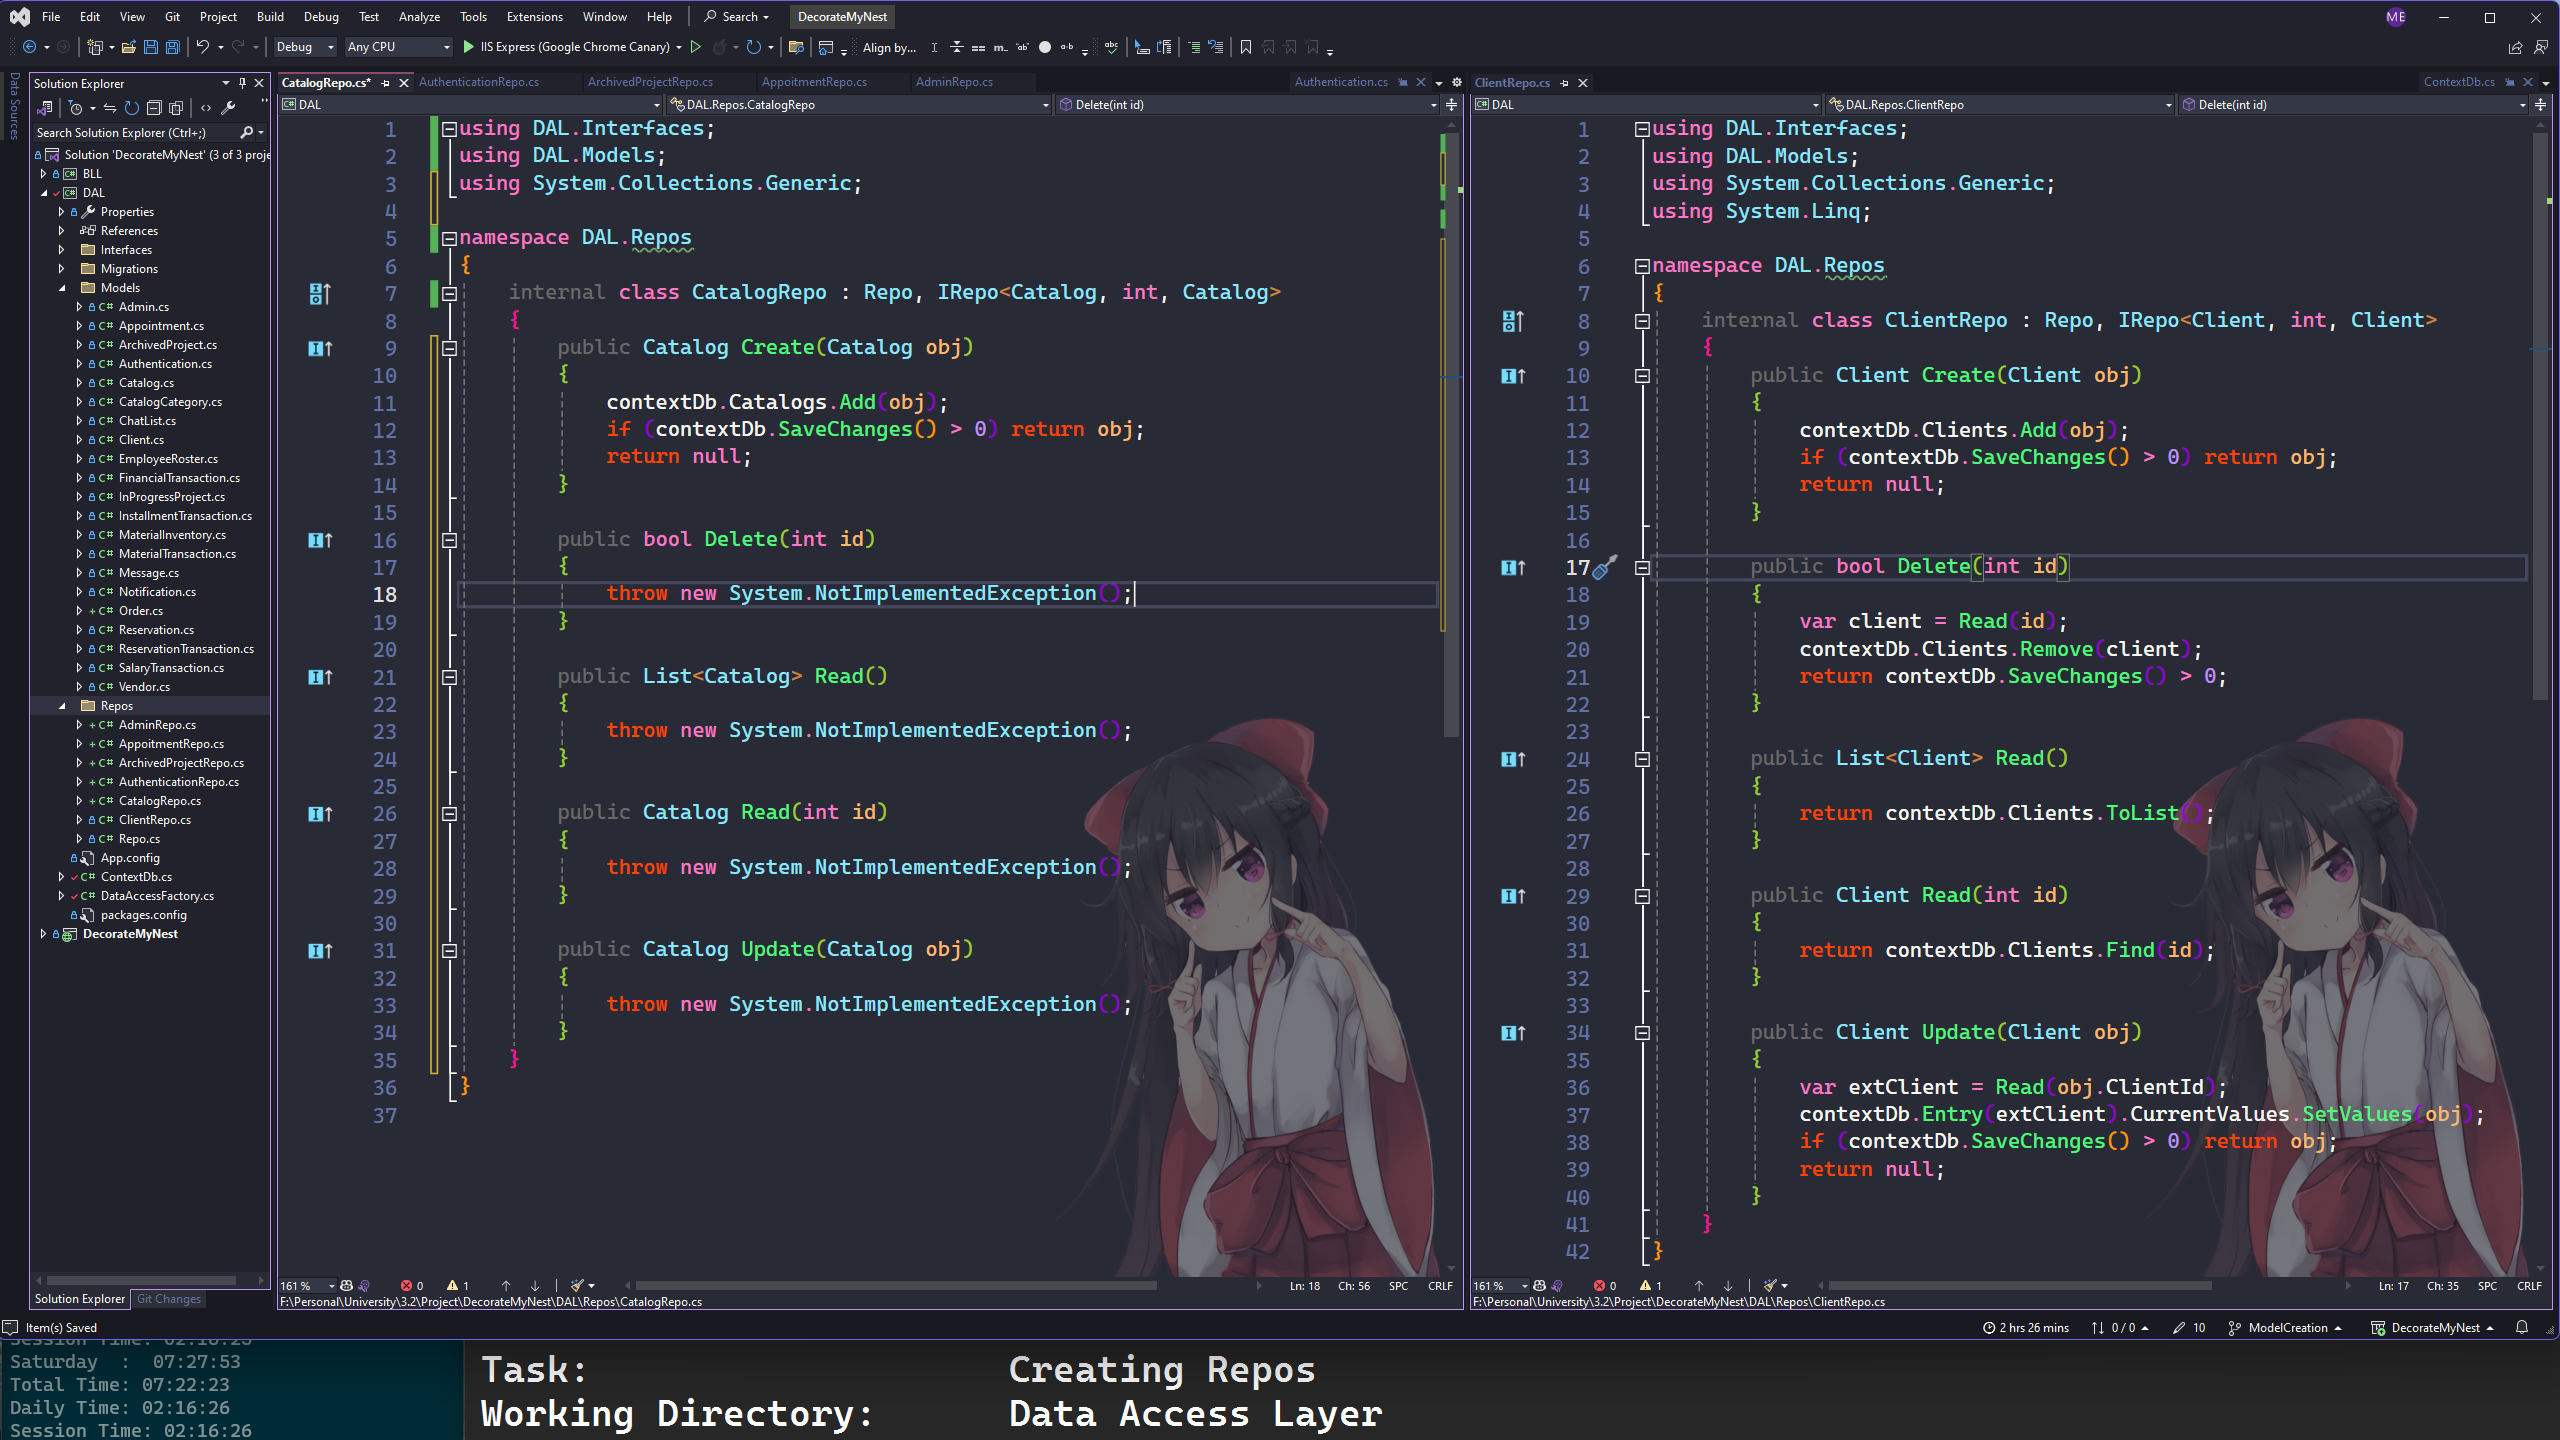 File Edit View Git Project Build Debug Test Analyze Tools Extensions Window Help Search DecorateMyNest ME
Debug Any CPU IIS Express (Google Chrome Canary) Align by...
Data Sources
Solution Explorer
Search Solution Explorer (Ctrl+;)
Solution 'DecorateMyNest' (3 of 3 proje
BLL
DAL
Properties
References
Interfaces
Migrations
Models
Admin.cs
Appointment.cs
ArchivedProject.cs
Authentication.cs
Catalog.cs
CatalogCategory.cs
ChatList.cs
Client.cs
EmployeeRoster.cs
FinancialTransaction.cs
InProgressProject.cs
InstallmentTransaction.cs
MaterialInventory.cs
MaterialTransaction.cs
Message.cs
Notification.cs
Order.cs
Reservation.cs
ReservationTransaction.cs
SalaryTransaction.cs
Vendor.cs
Repos
AdminRepo.cs
AppoitmentRepo.cs
ArchivedProjectRepo.cs
AuthenticationRepo.cs
CatalogRepo.cs
ClientRepo.cs
Repo.cs
App.config
ContextDb.cs
DataAccessFactory.cs
packages.config
DecorateMyNest
Solution Explorer Git Changes
CatalogRepo.cs* AuthenticationRepo.cs ArchivedProjectRepo.cs AppoitmentRepo.cs AdminRepo.cs Authentication.cs
DAL DAL.Repos.CatalogRepo Delete(int id)
1 using DAL.Interfaces;
2 using DAL.Models;
3 using System.Collections.Generic;
4
5 namespace DAL.Repos
6 {
7 internal class CatalogRepo : Repo, IRepo<Catalog, int, Catalog>
8 {
9 public Catalog Create(Catalog obj)
10 {
11 contextDb.Catalogs.Add(obj);
12 if (contextDb.SaveChanges() > 0) return obj;
13 return null;
14 }
15
16 public bool Delete(int id)
17 {
18 throw new System.NotImplementedException();
19 }
20
21 public List<Catalog> Read()
22 {
23 throw new System.NotImplementedException();
24 }
25
26 public Catalog Read(int id)
27 {
28 throw new System.NotImplementedException();
29 }
30
31 public Catalog Update(Catalog obj)
32 {
33 throw new System.NotImplementedException();
34 }
35 }
36 }
37
161 % 0 1 Ln: 18 Ch: 56 SPC CRLF
F:\Personal\University\3.2\Project\DecorateMyNest\DAL\Repos\CatalogRepo.cs
ClientRepo.cs ContextDb.cs
DAL DAL.Repos.ClientRepo Delete(int id)
1 using DAL.Interfaces;
2 using DAL.Models;
3 using System.Collections.Generic;
4 using System.Linq;
5
6 namespace DAL.Repos
7 {
8 internal class ClientRepo : Repo, IRepo<Client, int, Client>
9 {
10 public Client Create(Client obj)
11 {
12 contextDb.Clients.Add(obj);
13 if (contextDb.SaveChanges() > 0) return obj;
14 return null;
15 }
16
17 public bool Delete(int id)
18 {
19 var client = Read(id);
20 contextDb.Clients.Remove(client);
21 return contextDb.SaveChanges() > 0;
22 }
23
24 public List<Client> Read()
25 {
26 return contextDb.Clients.ToList();
27 }
28
29 public Client Read(int id)
30 {
31 return contextDb.Clients.Find(id);
32 }
33
34 public Client Update(Client obj)
35 {
36 var extClient = Read(obj.ClientId);
37 contextDb.Entry(extClient).CurrentValues.SetValues(obj);
38 if (contextDb.SaveChanges() > 0) return obj;
39 return null;
40 }
41 }
42 }
161 % 0 1 Ln: 17 Ch: 35 SPC CRLF
F:\Personal\University\3.2\Project\DecorateMyNest\DAL\Repos\ClientRepo.cs
Item(s) Saved 2 hrs 26 mins 0 / 0 10 ModelCreation DecorateMyNest
Saturday : 07:27:53
Total Time: 07:22:23
Daily Time: 02:16:26
Session Time: 02:16:26
Task: Creating Repos
Working Directory: Data Access Layer